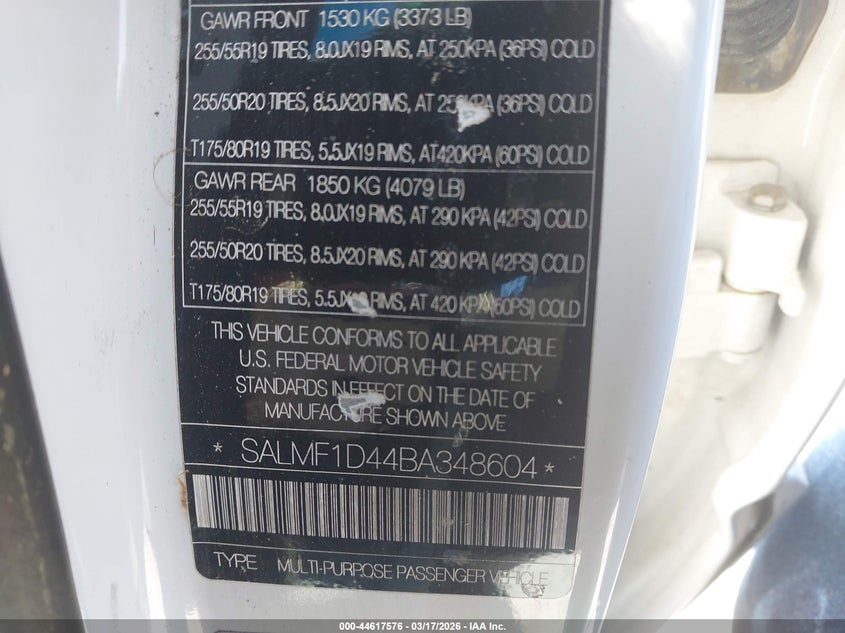 GAWR FRONT 1530 KG (3373 LB)
255/55R19 TIRES, 8.0JX19 RIMS, AT 250KPA (36PSI) COLD
255/50R20 TIRES, 8.5JX20 RIMS, AT 250KPA (36PSI) COLD
T175/80R19 TIRES, 5.5JX19 RIMS, AT420KPA (60PSI) COLD
GAWR REAR 1850 KG (4079 LB)
255/55R19 TIRES, 8.0JX19 RIMS, AT 290 KPA (42PSI) COLD
255/50R20 TIRES, 8.5JX20 RIMS, AT 290 KPA (42PSI) COLD
T175/80R19 TIRES, 5.5JX19 RIMS, AT 420 KPA (60PSI) COLD
THIS VEHICLE CONFORMS TO ALL APPLICABLE
U.S. FEDERAL MOTOR VEHICLE SAFETY
STANDARDS IN EFFECT ON THE DATE OF
MANUFACTURE SHOWN ABOVE
* SALMF1D44BA348604 *
TYPE MULTI-PURPOSE PASSENGER VEHICLE
000-44617576 - 03/17/2026 - IAA Inc.